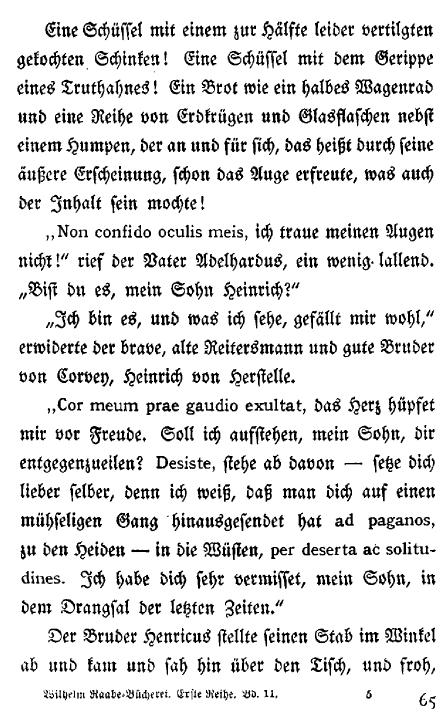 Eine Schüssel mit einem zur Hälfte leider vertilgten
gekochten Schinken! Eine Schüssel mit dem Gerippe
eines Truthahnes! Ein Brot wie ein halbes Wagenrad
und eine Reihe von Erdkrügen und Glasflaschen nebst
einem Humpen, der an und für sich, das heißt durch seine
äußere Erscheinung, schon das Auge erfreute, was auch
der Inhalt sein mochte!
„Non confido oculis meis, ich traue meinen Augen
nicht!“ rief der Vater Adelhardus, ein wenig lallend.
„Bist du es, mein Sohn Heinrich?“
„Ich bin es, und was ich sehe, gefällt mir wohl,“
erwiderte der brave, alte Reitersmann und gute Bruder
von Corvey, Heinrich von Herstelle.
„Cor meum prae gaudio exultat, das Herz hüpfet
mir vor Freude. Soll ich aufstehen, mein Sohn, dir
entgegenzueilen? Desiste, stehe ab davon — setze dich
lieber selber, denn ich weiß, daß man dich auf einen
mühseligen Gang hinausgesendet hat ad paganos,
zu den Heiden — in die Wüsten, per deserta ac solitu-
dines. Ich habe dich sehr vermisset, mein Sohn, in
dem Drangsal der letzten Zeiten.“
Der Bruder Henricus stellte seinen Stab im Winkel
ab und kam und sah hin über den Tisch, und froh,
Wilhelm Raabe-Bücherei. Erste Reihe. Bd. 11. 5 65